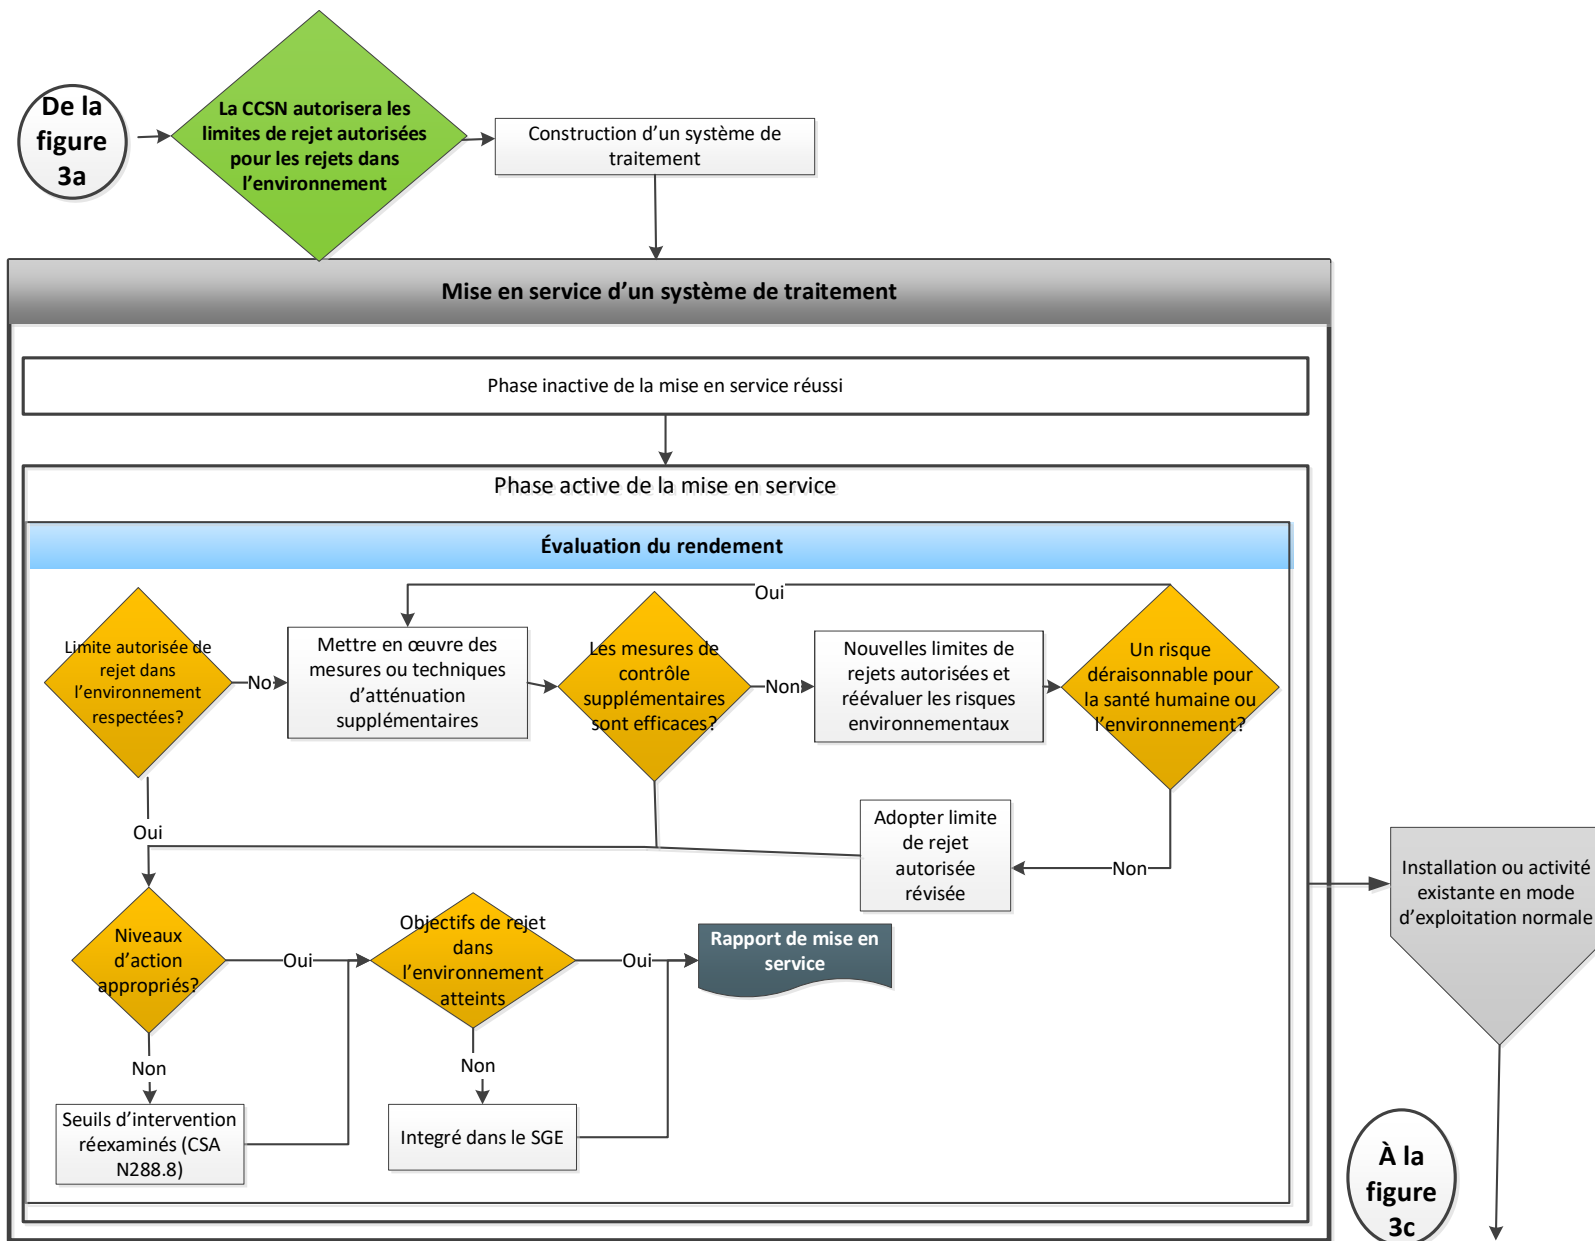 De la
figure
3a
La CCSN autorisera les
limites de rejet autorisées
pour les rejets dans
l'environnement
Construction d'un système de
traitement
Mise en service d'un système de traitement
Phase inactive de la mise en service réussi
Phase active de la mise en service
Évaluation du rendement
Oui
Limite autorisée de
rejet dans
l'environnement
respectées?
No
Mettre en œuvre des
mesures ou techniques
d'atténuation
supplémentaires
Les mesures de
contrôle
supplémentaires
sont efficaces?
Non
Nouvelles limites de
rejets autorisées et
réévaluer les risques
environnementaux
Un risque
déraisonnable pour
la santé humaine ou
l'environnement?
Oui
Adopter limite
de rejet
autorisée
révisée
Non
Installation ou activité
existante en mode
d'exploitation normale
Niveaux
d'action
appropriés?
Oui
Objectifs de rejet
dans
l'environnement
atteints
Oui
Rapport de mise en
service
Non
Non
Seuils d'intervention
réexaminés (CSA
N288.8)
Integré dans le SGE
À la
figure
3c